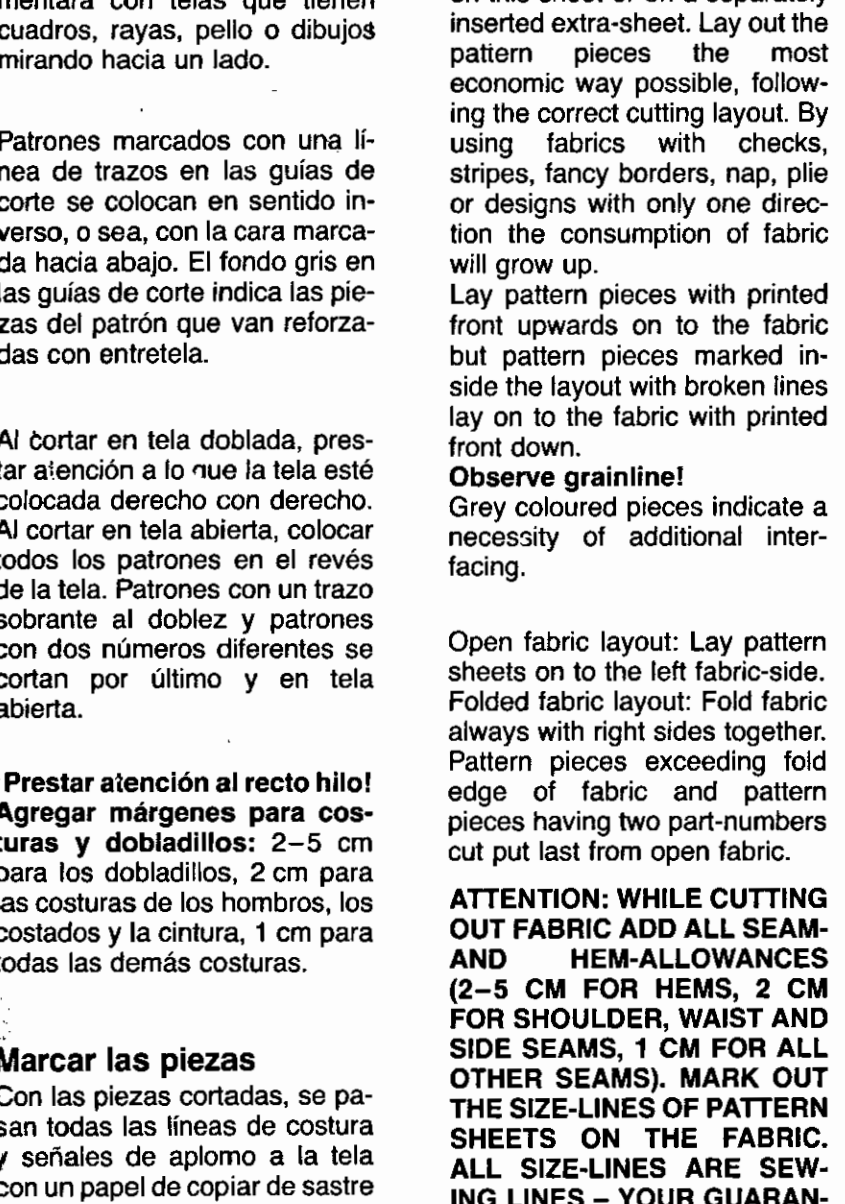 cuadros, rayas, pello o dibujos
mirando hacia un lado.
Patrones marcados con una lí-
nea de trazos en las guías de
corte se colocan en sentido in-
verso, o sea, con la cara marca-
da hacia abajo. El fondo gris en
las guías de corte indica las pie-
zas del patrón que van reforza-
das con entretela.
Al cortar en tela doblada, pres-
tar atención a lo que la tela esté
colocada derecho con derecho.
Al cortar en tela abierta, colocar
todos los patrones en el revés
de la tela. Patrones con un trazo
sobrante al doblez y patrones
con dos números diferentes se
cortan por último y en tela
abierta.
Prestar atención al recto hilo!
Agregar márgenes para cos-
turas y dobladillos: 2–5 cm
para los dobladillos, 2 cm para
las costuras de los hombros, los
costados y la cintura, 1 cm para
todas las demás costuras.
Marcar las piezas
Con las piezas cortadas, se pa-
san todas las líneas de costura
y señales de aplomo a la tela
con un papel de copiar de sastre
inserted extra-sheet. Lay out the
pattern pieces the most
economic way possible, follow-
ing the correct cutting layout. By
using fabrics with checks,
stripes, fancy borders, nap, plie
or designs with only one direc-
tion the consumption of fabric
will grow up.
Lay pattern pieces with printed
front upwards on to the fabric
but pattern pieces marked in-
side the layout with broken lines
lay on to the fabric with printed
front down.
Observe grainline!
Grey coloured pieces indicate a
necessity of additional inter-
facing.
Open fabric layout: Lay pattern
sheets on to the left fabric-side.
Folded fabric layout: Fold fabric
always with right sides together.
Pattern pieces exceeding fold
edge of fabric and pattern
pieces having two part-numbers
cut put last from open fabric.
ATTENTION: WHILE CUTTING
OUT FABRIC ADD ALL SEAM-
AND HEM-ALLOWANCES
(2–5 CM FOR HEMS, 2 CM
FOR SHOULDER, WAIST AND
SIDE SEAMS, 1 CM FOR ALL
OTHER SEAMS). MARK OUT
THE SIZE-LINES OF PATTERN
SHEETS ON THE FABRIC.
ALL SIZE-LINES ARE SEW-
ING LINES – YOUR GUARAN-